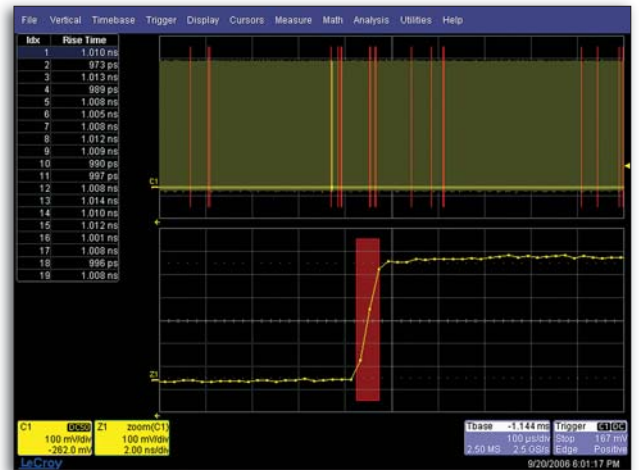 File Vertical Timebase Trigger Display Cursors Measure Math Analysis Utilities Help
Idx Rise Time
1 1.010 ns
2 973 ps
3 1.013 ns
4 989 ps
5 1.008 ns
6 1.005 ns
7 1.008 ns
8 1.012 ns
9 1.009 ns
10 990 ps
11 997 ps
12 1.008 ns
13 1.014 ns
14 1.010 ns
15 1.012 ns
16 1.001 ns
17 1.008 ns
18 996 ps
19 1.008 ns
C1
Z1
C1 DC50
100 mV/div
-262.0 mV
Z1 zoom(C1)
100 mV/div
2.00 ns/div
Tbase -1.144 ms
100 µs/div
2.50 MS 2.5 GS/s
Trigger C1 DC
Stop 167 mV
Edge Positive
LeCroy
9/20/2006 6:01:17 PM